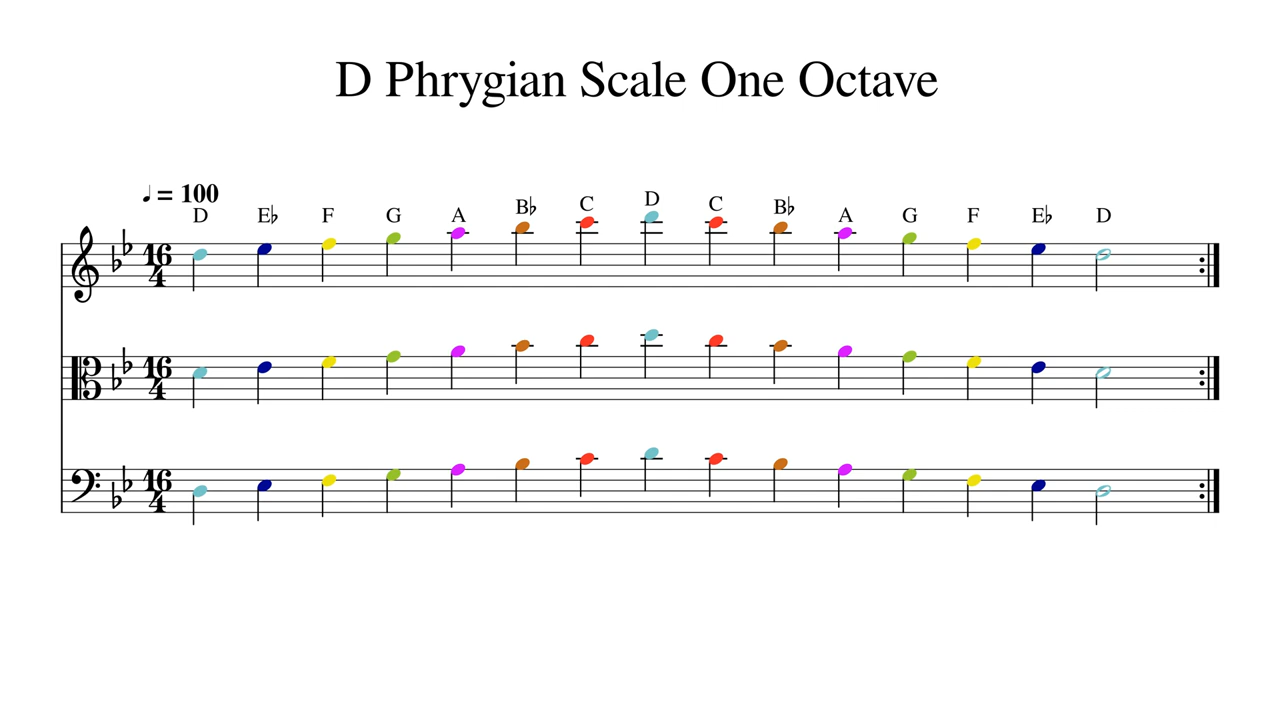 D Phrygian Scale One Octave
♩ = 100
D E♭ F G A B♭ C D C B♭ A G F E♭ D
16
4
16
4
16
4